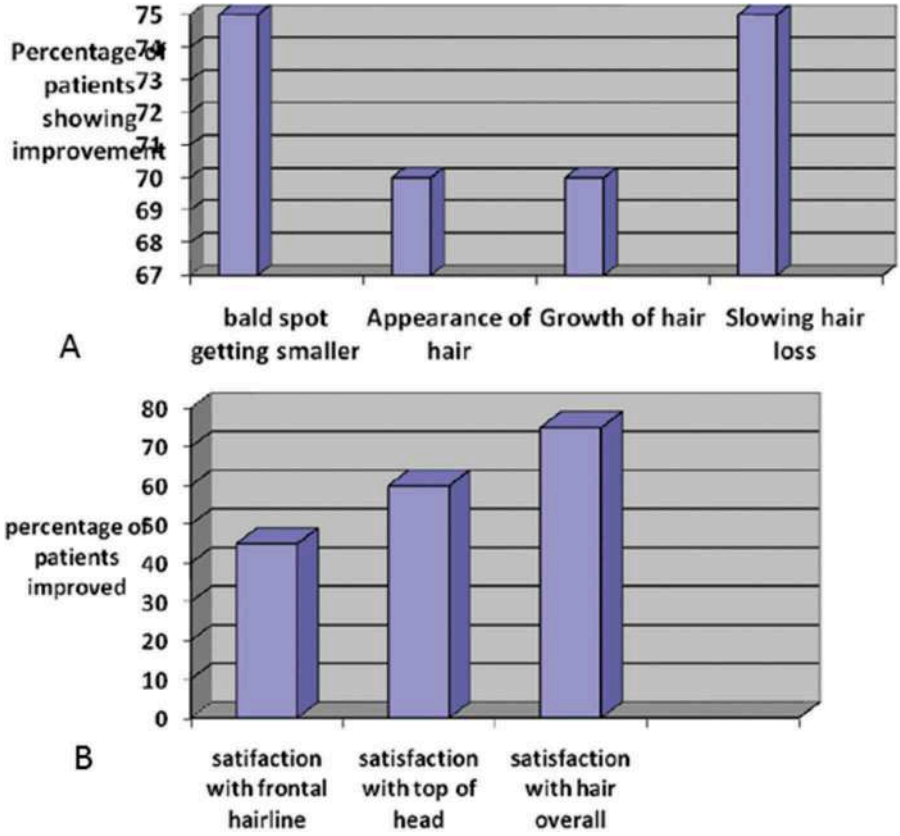 75
74
73
72
71
70
69
68
67
Percentage of
patients
showing
improvement
bald spot
getting smaller
Appearance of
hair
Growth of hair
Slowing hair
loss
A
80
70
60
50
40
30
20
10
0
percentage of
patients
improved
satifaction
with frontal
hairline
satisfaction
with top of
head
satisfaction
with hair
overall
B